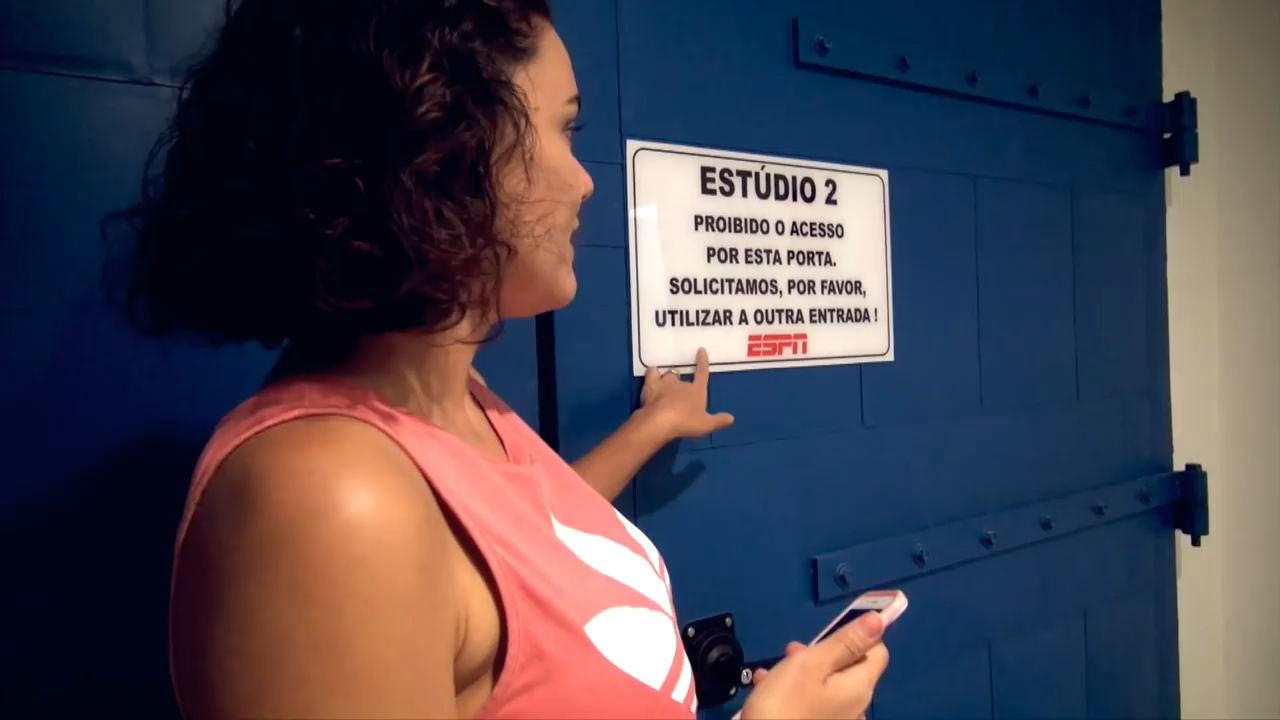 ESTÚDIO 2
PROIBIDO O ACESSO
POR ESTA PORTA.
SOLICITAMOS, POR FAVOR,
UTILIZAR A OUTRA ENTRADA !
ESPN